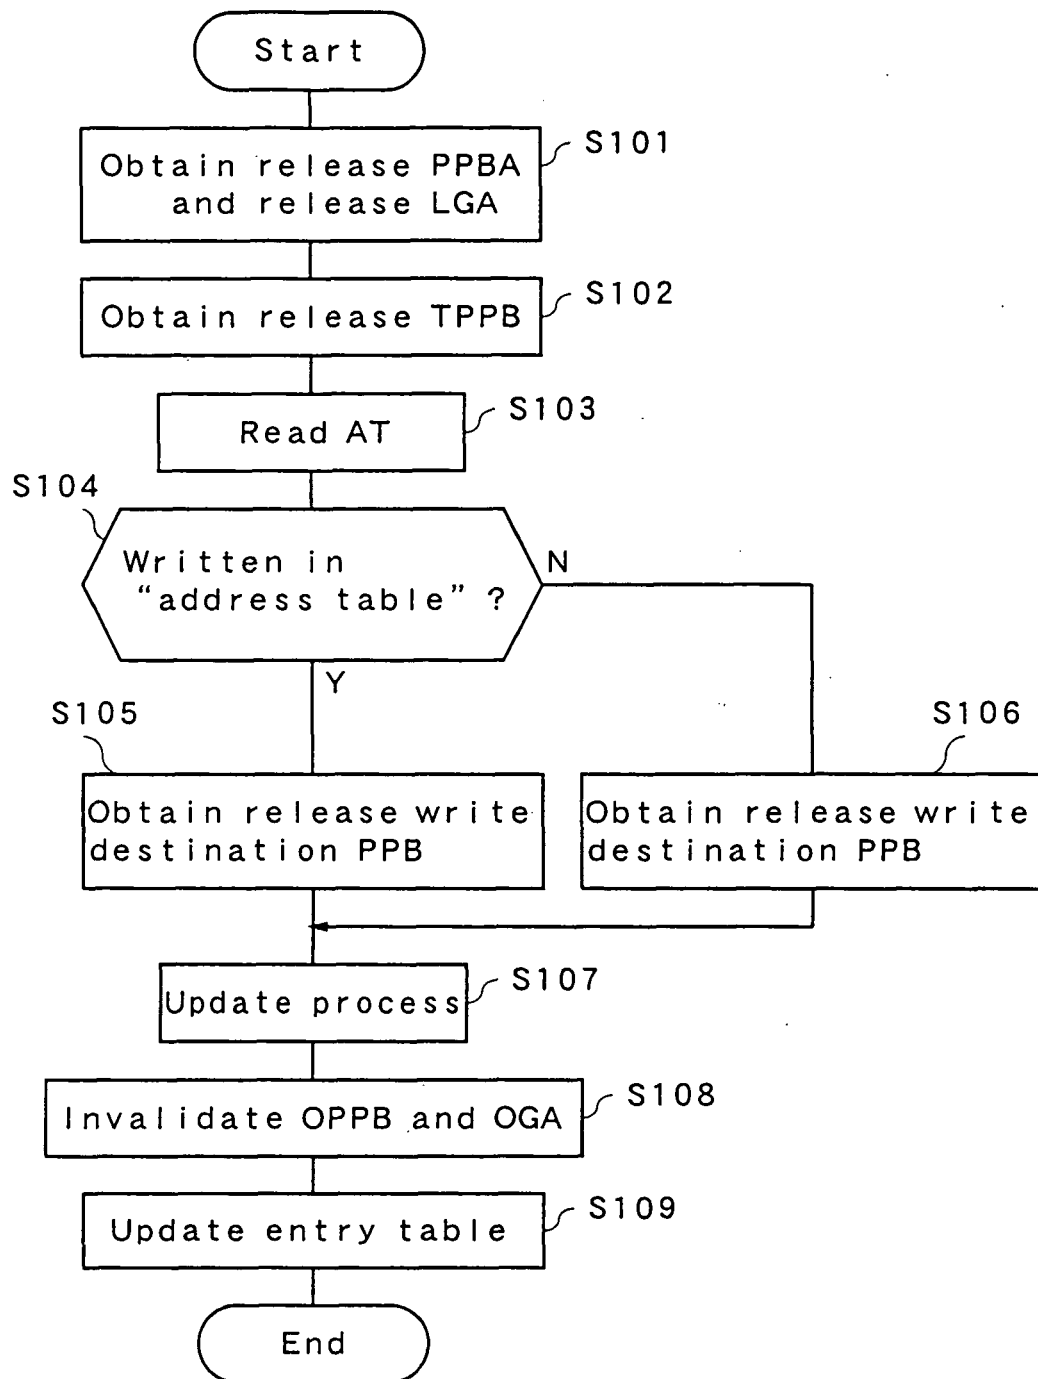 Start
Obtain release PPBA
and release LGA
S101
Obtain release TPPB
S102
Read AT
S103
S104
Written in
“address table” ?
N
Y
S105
S106
Obtain release write
destination PPB
Obtain release write
destination PPB
Update process
S107
Invalidate OPPB and OGA
S108
Update entry table
S109
End